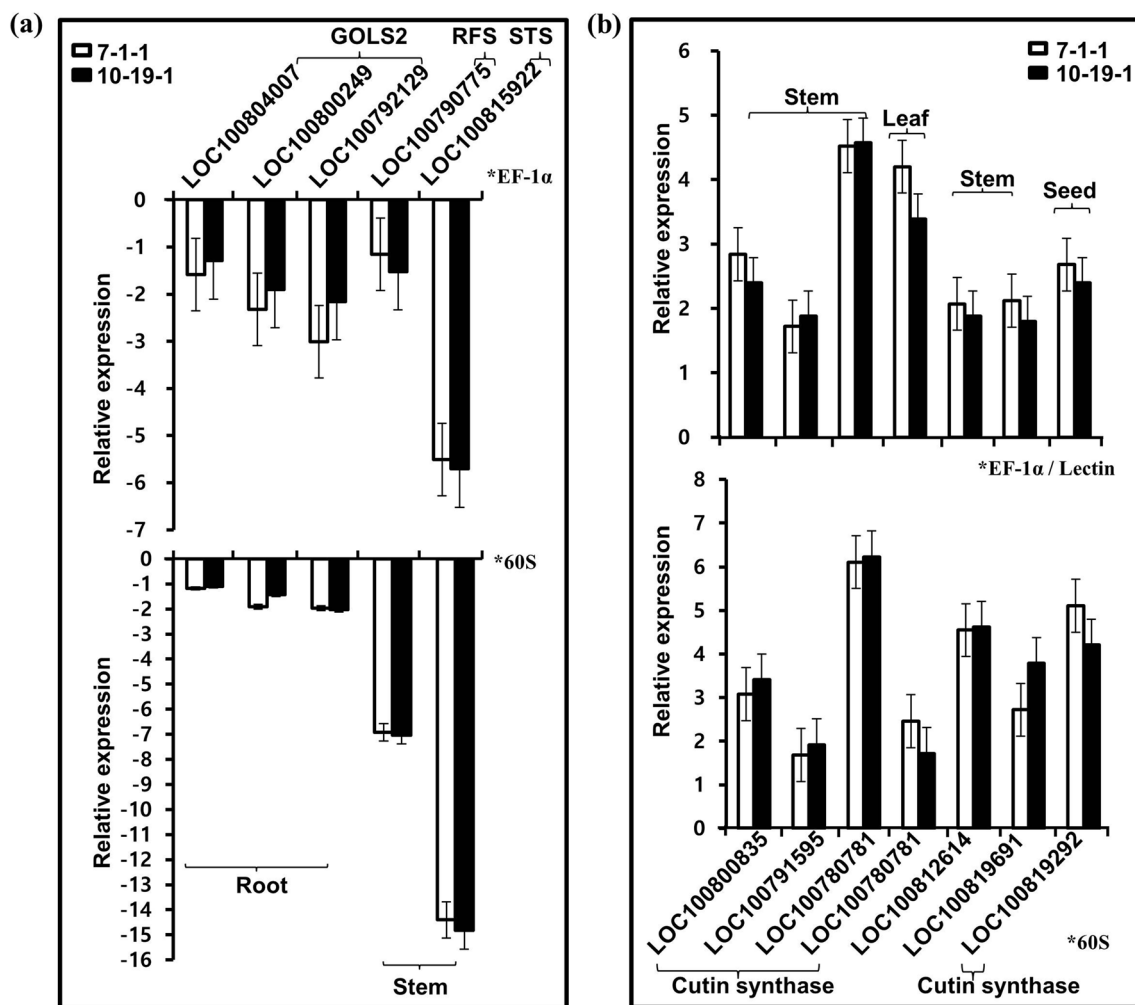 (a)
7-1-1
10-19-1
GOLS2
RFS
STS
LOC100804007
LOC100800249
LOC100792129
LOC100790775
LOC100815922
*EF-1α
Relative expression
0
-1
-2
-3
-4
-5
-6
-7
*60S
Relative expression
0
-1
-2
-3
-4
-5
-6
-7
-8
-9
-10
-11
-12
-13
-14
-15
-16
Root
Stem
(b)
7-1-1
10-19-1
Relative expression
6
5
4
3
2
1
0
Stem
Leaf
Stem
Seed
*EF-1α / Lectin
Relative expression
8
7
6
5
4
3
2
1
0
LOC100800835
LOC100791595
LOC100780781
LOC100780781
LOC100812614
LOC100819691
LOC100819292
*60S
Cutin synthase
Cutin synthase